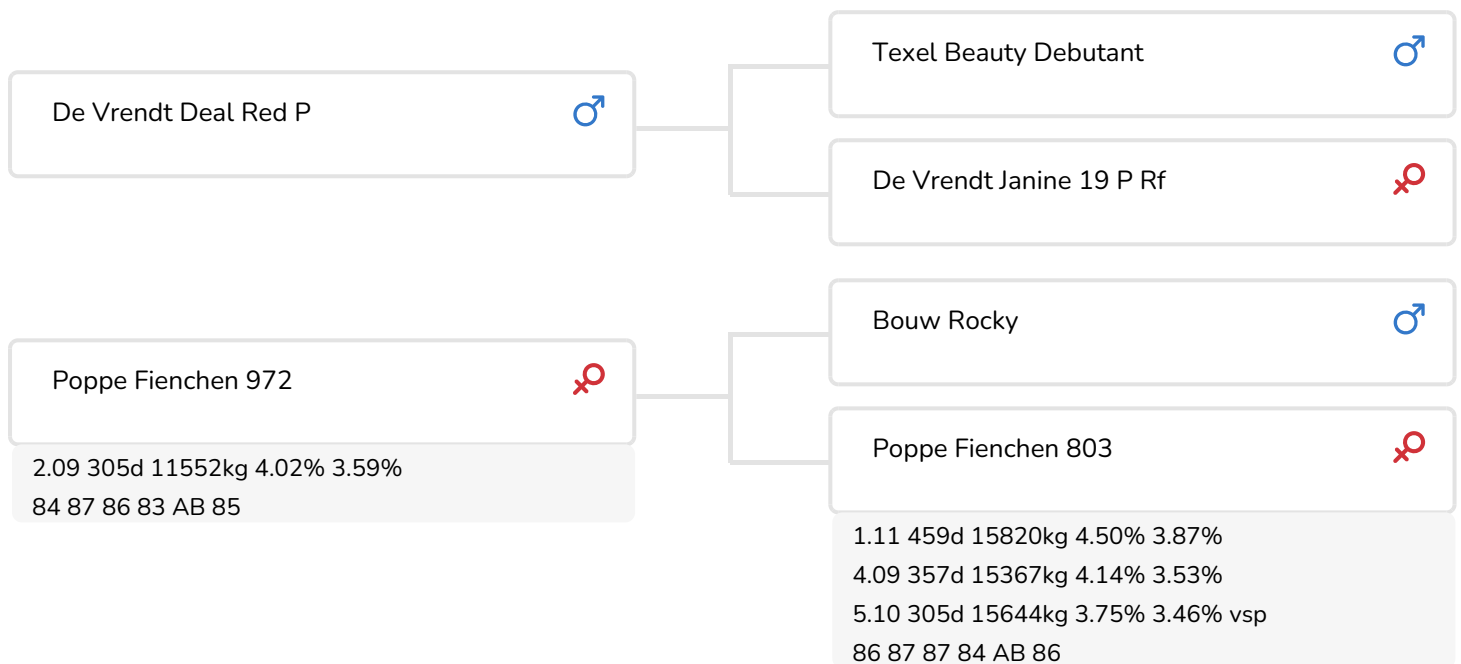 De Vrendt Deal Red P
Texel Beauty Debutant
De Vrendt Janine 19 P Rf
Poppe Fienchen 972
2.09 305d 11552kg 4.02% 3.59%
84 87 86 83 AB 85
Bouw Rocky
Poppe Fienchen 803
1.11 459d 15820kg 4.50% 3.87%
4.09 357d 15367kg 4.14% 3.53%
5.10 305d 15644kg 3.75% 3.46% vsp
86 87 87 84 AB 86